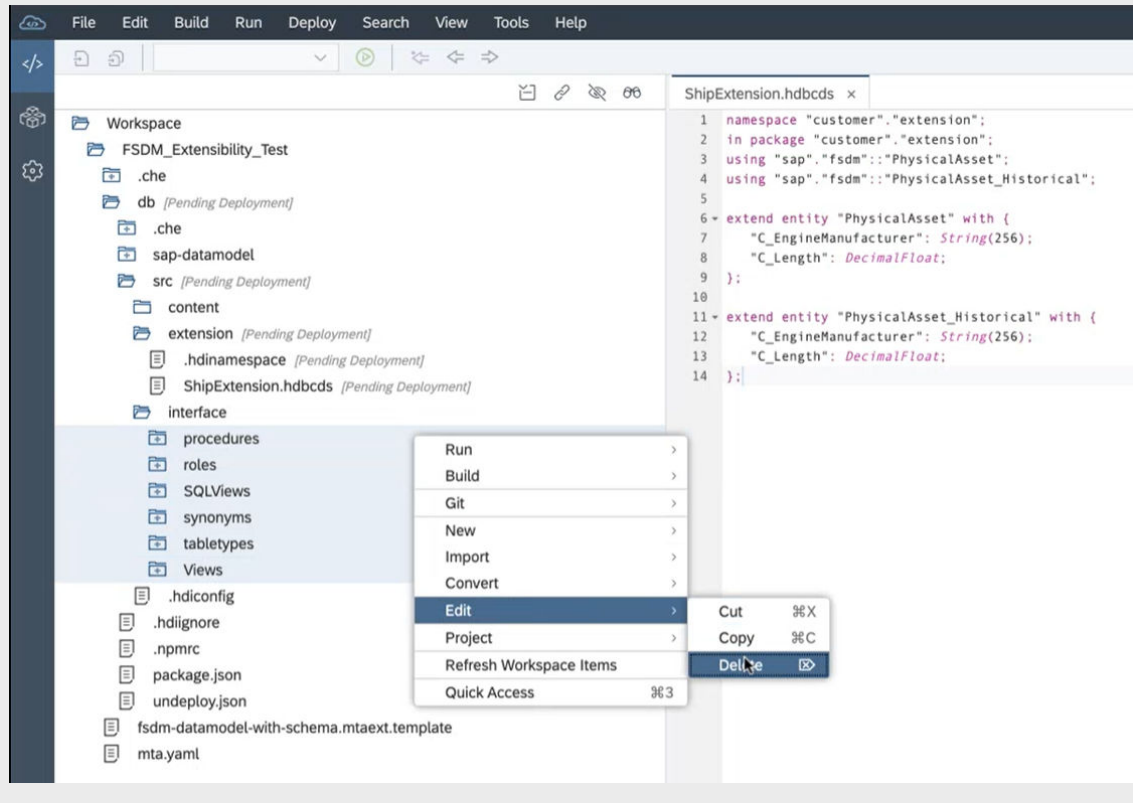 File Edit Build Run Deploy Search View Tools Help
ShipExtension.hdbcds ×
Workspace
FSDM_Extensibility_Test
.che
db [Pending Deployment]
.che
sap-datamodel
src [Pending Deployment]
content
extension [Pending Deployment]
.hdinamespace [Pending Deployment]
ShipExtension.hdbcds [Pending Deployment]
interface
procedures
roles
SQLViews
synonyms
tabletypes
Views
.hdiconfig
.hdiignore
.npmrc
package.json
undeploy.json
fsdm-datamodel-with-schema.mtaext.template
mta.yaml
Run
Build
Git
New
Import
Convert
Edit
Project
Refresh Workspace Items
Quick Access ⌘3
Cut ⌘X
Copy ⌘C
Delete
1 namespace "customer"."extension";
2 in package "customer"."extension";
3 using "sap"."fsdm"::"PhysicalAsset";
4 using "sap"."fsdm"::"PhysicalAsset_Historical";
5
6 extend entity "PhysicalAsset" with {
7 "C_EngineManufacturer": String(256);
8 "C_Length": DecimalFloat;
9 };
10
11 extend entity "PhysicalAsset_Historical" with {
12 "C_EngineManufacturer": String(256);
13 "C_Length": DecimalFloat;
14 };